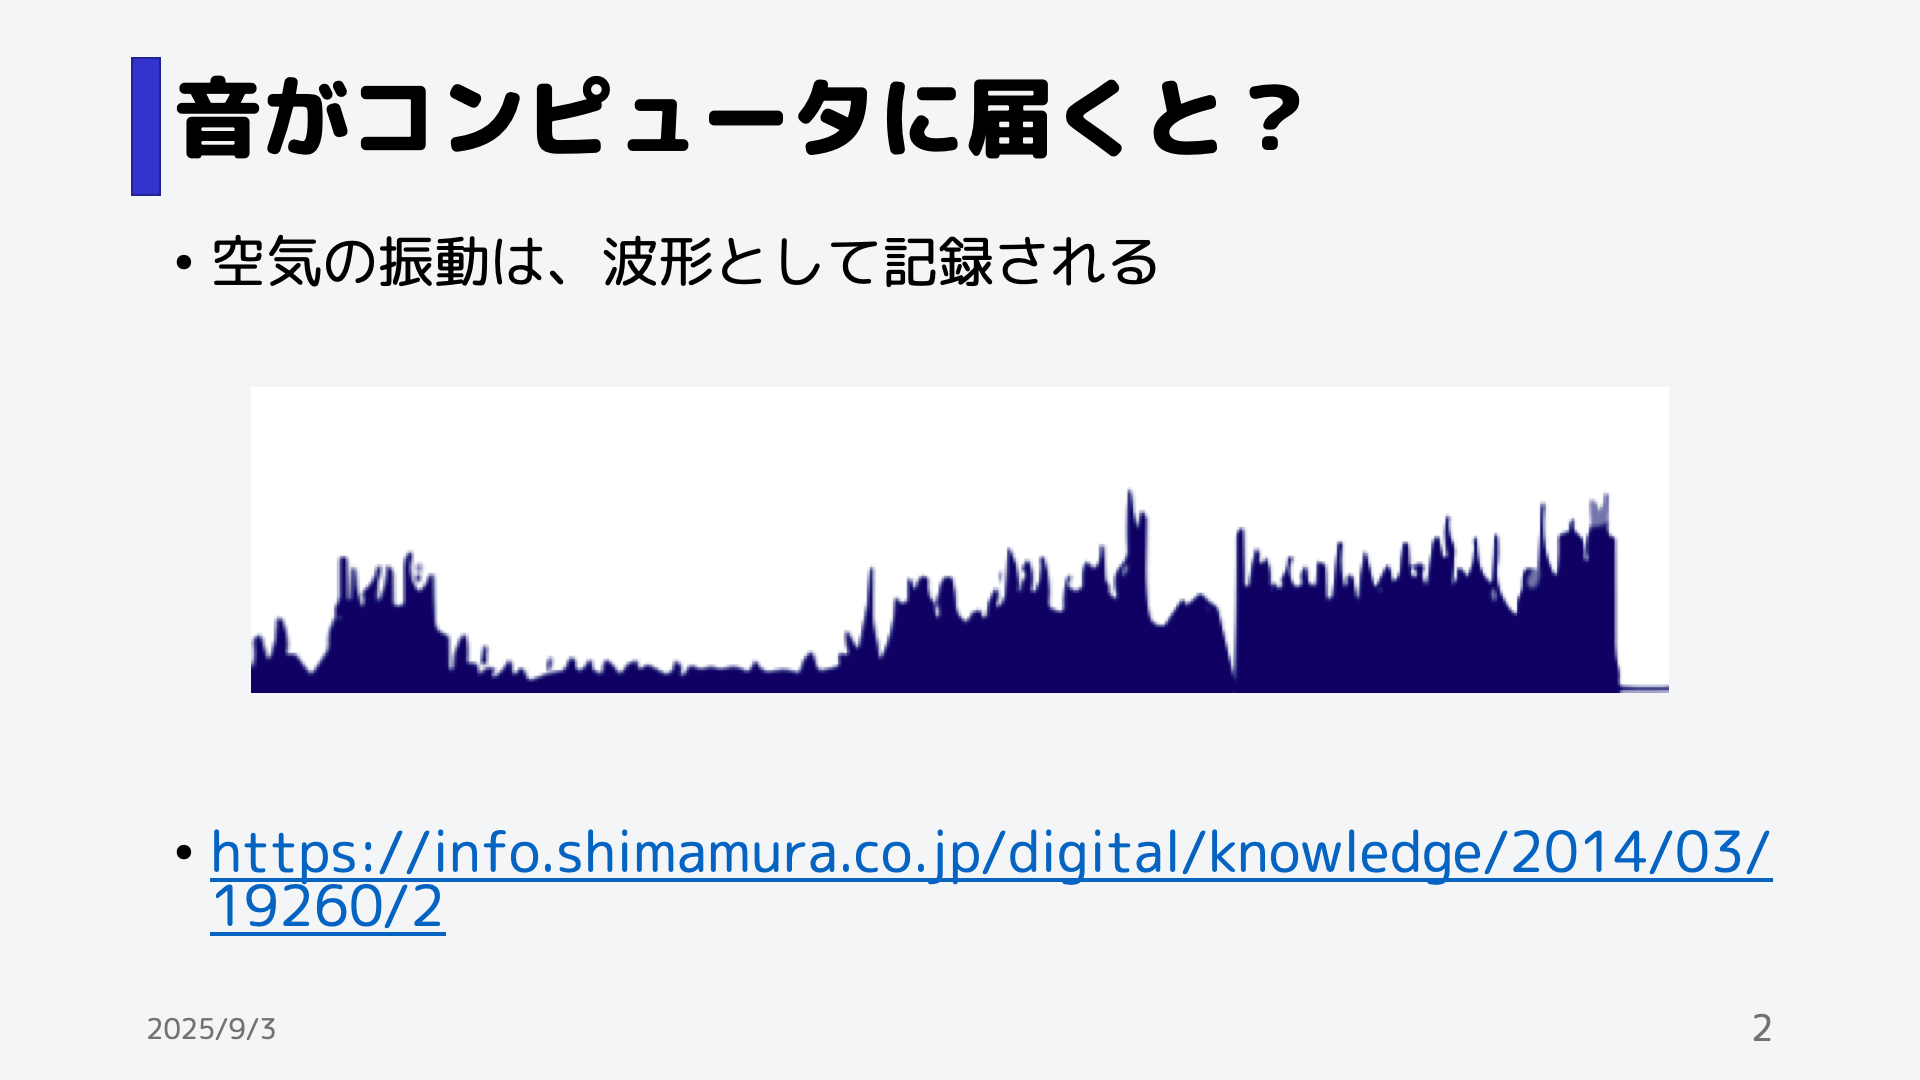 音がコンピュータに届くと？
• 空気の振動は、波形として記録される
• https://info.shimamura.co.jp/digital/knowledge/2014/03/
19260/2
2025/9/3
2